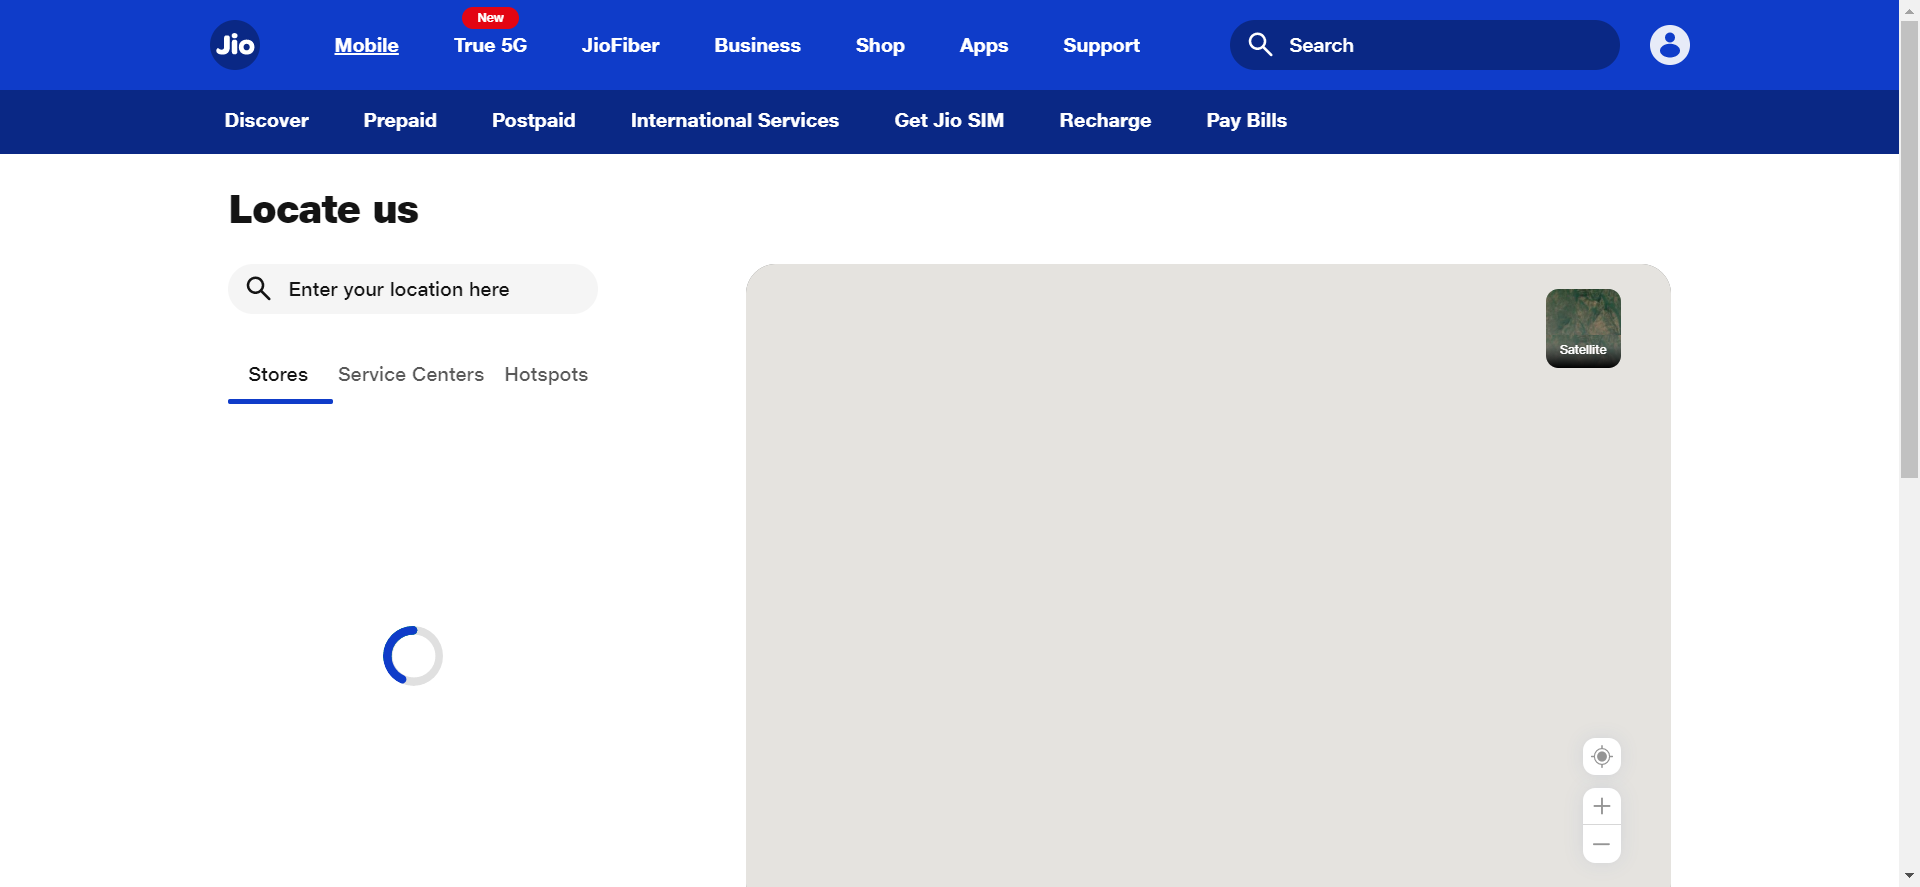 New
Jio Mobile True 5G JioFiber Business Shop Apps Support Search
Discover Prepaid Postpaid International Services Get Jio SIM Recharge Pay Bills
Locate us
Enter your location here
Satellite
Stores Service Centers Hotspots